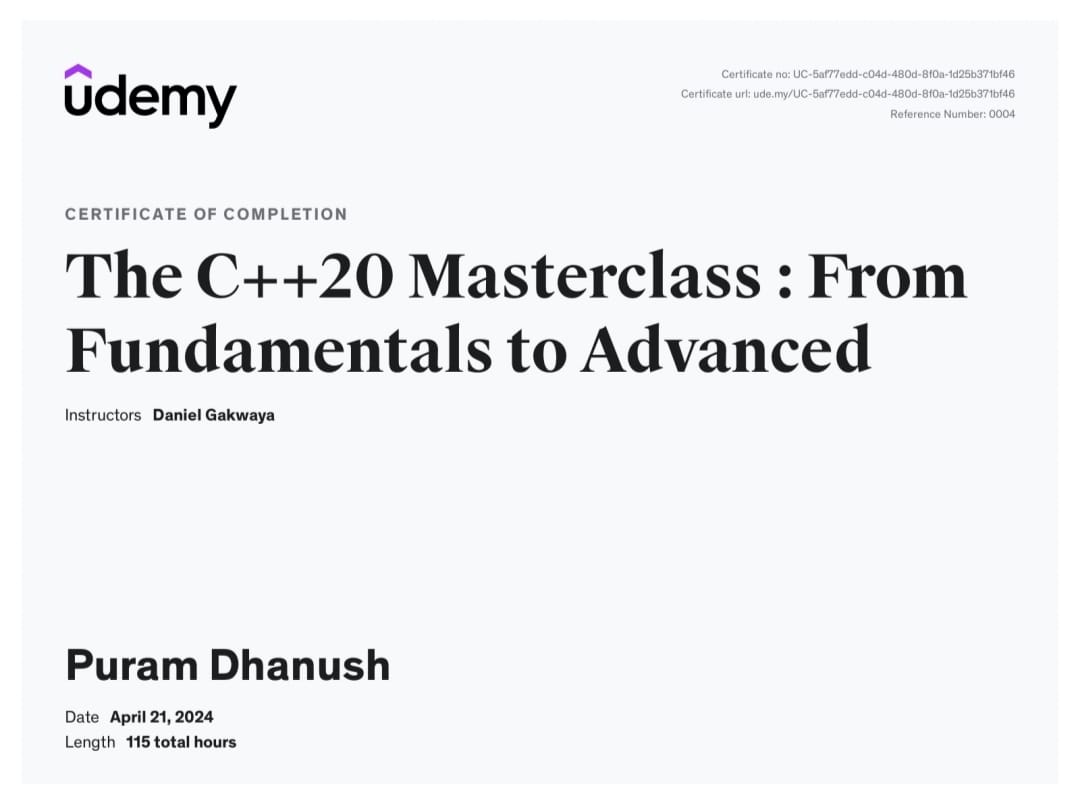 udemy
Certificate no: UC-5af77edd-c04d-480d-8f0a-1d25b371bf46
Certificate url: ude.my/UC-5af77edd-c04d-480d-8f0a-1d25b371bf46
Reference Number: 0004
CERTIFICATE OF COMPLETION
The C++20 Masterclass : From
Fundamentals to Advanced
Instructors Daniel Gakwaya
Puram Dhanush
Date April 21, 2024
Length 115 total hours